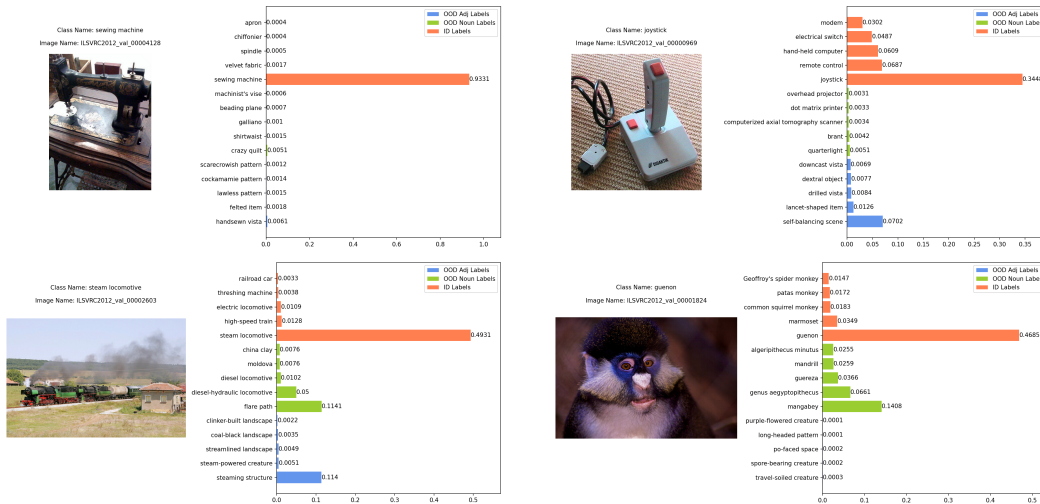 Class Name: sewing machine
Image Name: ILSVRC2012_val_00004128
OOD Adj Labels
OOD Noun Labels
ID Labels
apron 0.0004
chiffonier 0.0004
spindle 0.0005
velvet fabric 0.0017
sewing machine 0.9331
machinist's vise 0.0006
beading plane 0.0007
galliano 0.001
shirtwaist 0.0015
crazy quilt 0.0051
scarecrowish pattern 0.0012
cockamamie pattern 0.0014
lawless pattern 0.0015
felted item 0.0018
handsewn vista 0.0061
0.0 0.2 0.4 0.6 0.8 1.0
Class Name: joystick
Image Name: ILSVRC2012_val_00000969
OOD Adj Labels
OOD Noun Labels
ID Labels
modem 0.0302
electrical switch 0.0487
hand-held computer 0.0609
remote control 0.0687
joystick 0.3448
overhead projector 0.0031
dot matrix printer 0.0033
computerized axial tomography scanner 0.0034
brant 0.0042
quarterlight 0.0051
downcast vista 0.0069
dextral object 0.0077
drilled vista 0.0084
lancet-shaped item 0.0126
self-balancing scene 0.0702
0.00 0.05 0.10 0.15 0.20 0.25 0.30 0.35
Class Name: steam locomotive
Image Name: ILSVRC2012_val_00002603
OOD Adj Labels
OOD Noun Labels
ID Labels
railroad car 0.0033
threshing machine 0.0038
electric locomotive 0.0109
high-speed train 0.0128
steam locomotive 0.4931
china clay 0.0076
moldova 0.0076
diesel locomotive 0.0102
diesel-hydraulic locomotive 0.05
flare path 0.1141
clinker-built landscape 0.0022
coal-black landscape 0.0035
streamlined landscape 0.0049
steam-powered creature 0.0051
steaming structure 0.114
0.0 0.1 0.2 0.3 0.4 0.5
Class Name: guenon
Image Name: ILSVRC2012_val_00001824
OOD Adj Labels
OOD Noun Labels
ID Labels
Geoffroy's spider monkey 0.0147
patas monkey 0.0172
common squirrel monkey 0.0183
marmoset 0.0349
guenon 0.4685
algeripithecus minutus 0.0255
mandrill 0.0259
guereza 0.0366
genus aegyptopithecus 0.0661
mangabey 0.1408
purple-flowered creature 0.0001
long-headed pattern 0.0001
po-faced space 0.0002
spore-bearing creature 0.0002
travel-soiled creature 0.0003
0.0 0.1 0.2 0.3 0.4 0.5